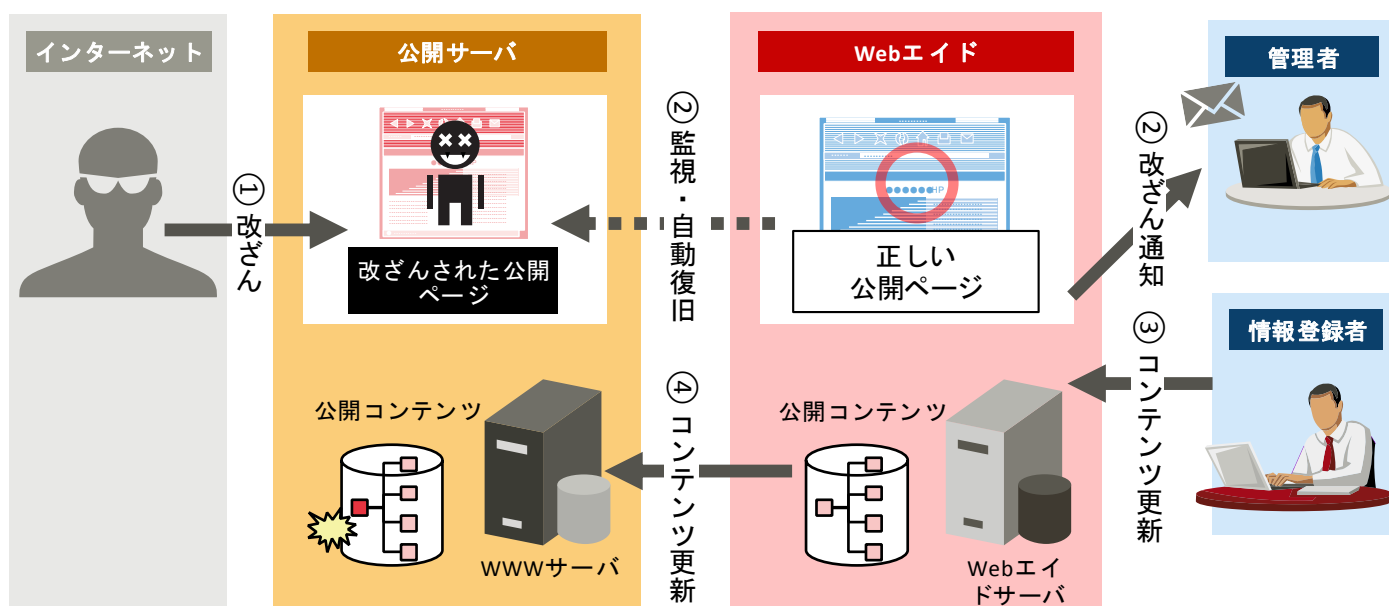 インターネット
公開サーバ
Webエイド
管理者
①改ざん
改ざんされた公開
ページ
②監視・自動復旧
●●●●●●HP
正しい
公開ページ
②改ざん通知
情報登録者
③コンテンツ更新
公開コンテンツ
WWWサーバ
④コンテンツ更新
公開コンテンツ
Webエイ
ドサーバ